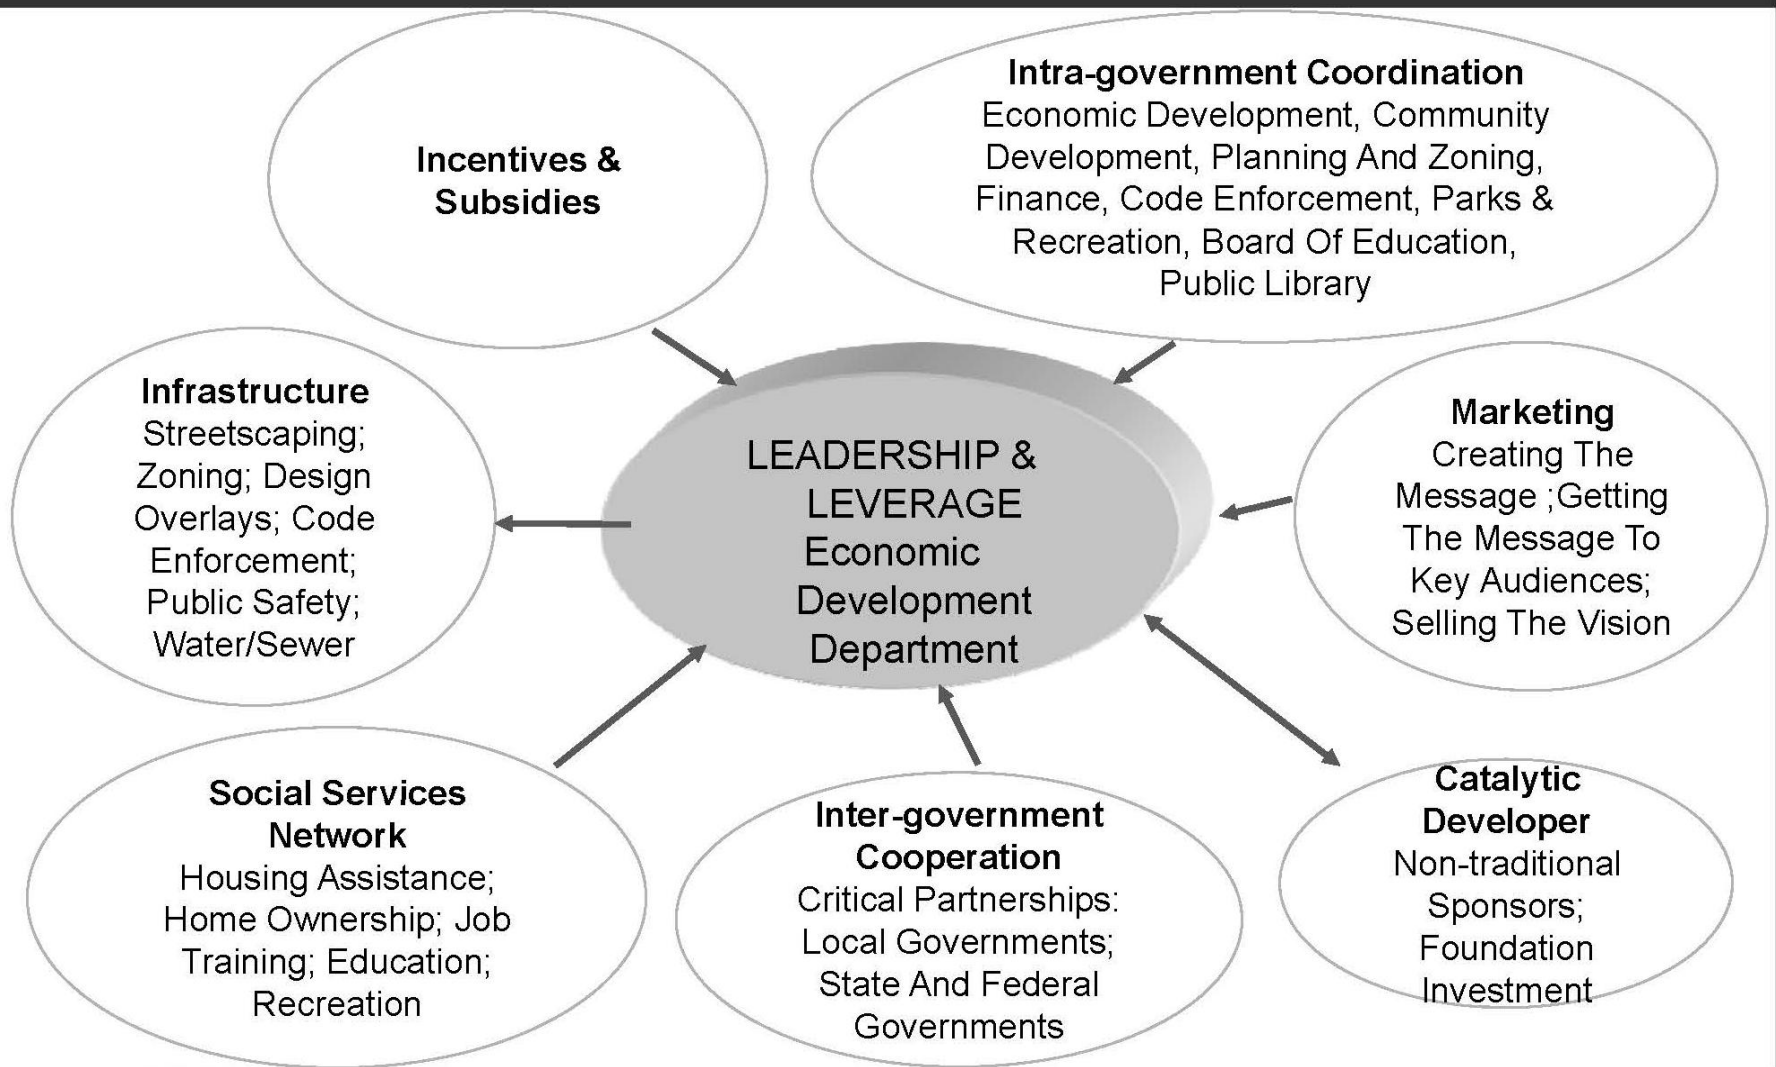 Incentives &
Subsidies
Intra-government Coordination
Economic Development, Community
Development, Planning And Zoning,
Finance, Code Enforcement, Parks &
Recreation, Board Of Education,
Public Library
Infrastructure
Streetscaping;
Zoning; Design
Overlays; Code
Enforcement;
Public Safety;
Water/Sewer
LEADERSHIP &
LEVERAGE
Economic
Development
Department
Marketing
Creating The
Message ;Getting
The Message To
Key Audiences;
Selling The Vision
Social Services
Network
Housing Assistance;
Home Ownership; Job
Training; Education;
Recreation
Inter-government
Cooperation
Critical Partnerships:
Local Governments;
State And Federal
Governments
Catalytic
Developer
Non-traditional
Sponsors;
Foundation
Investment